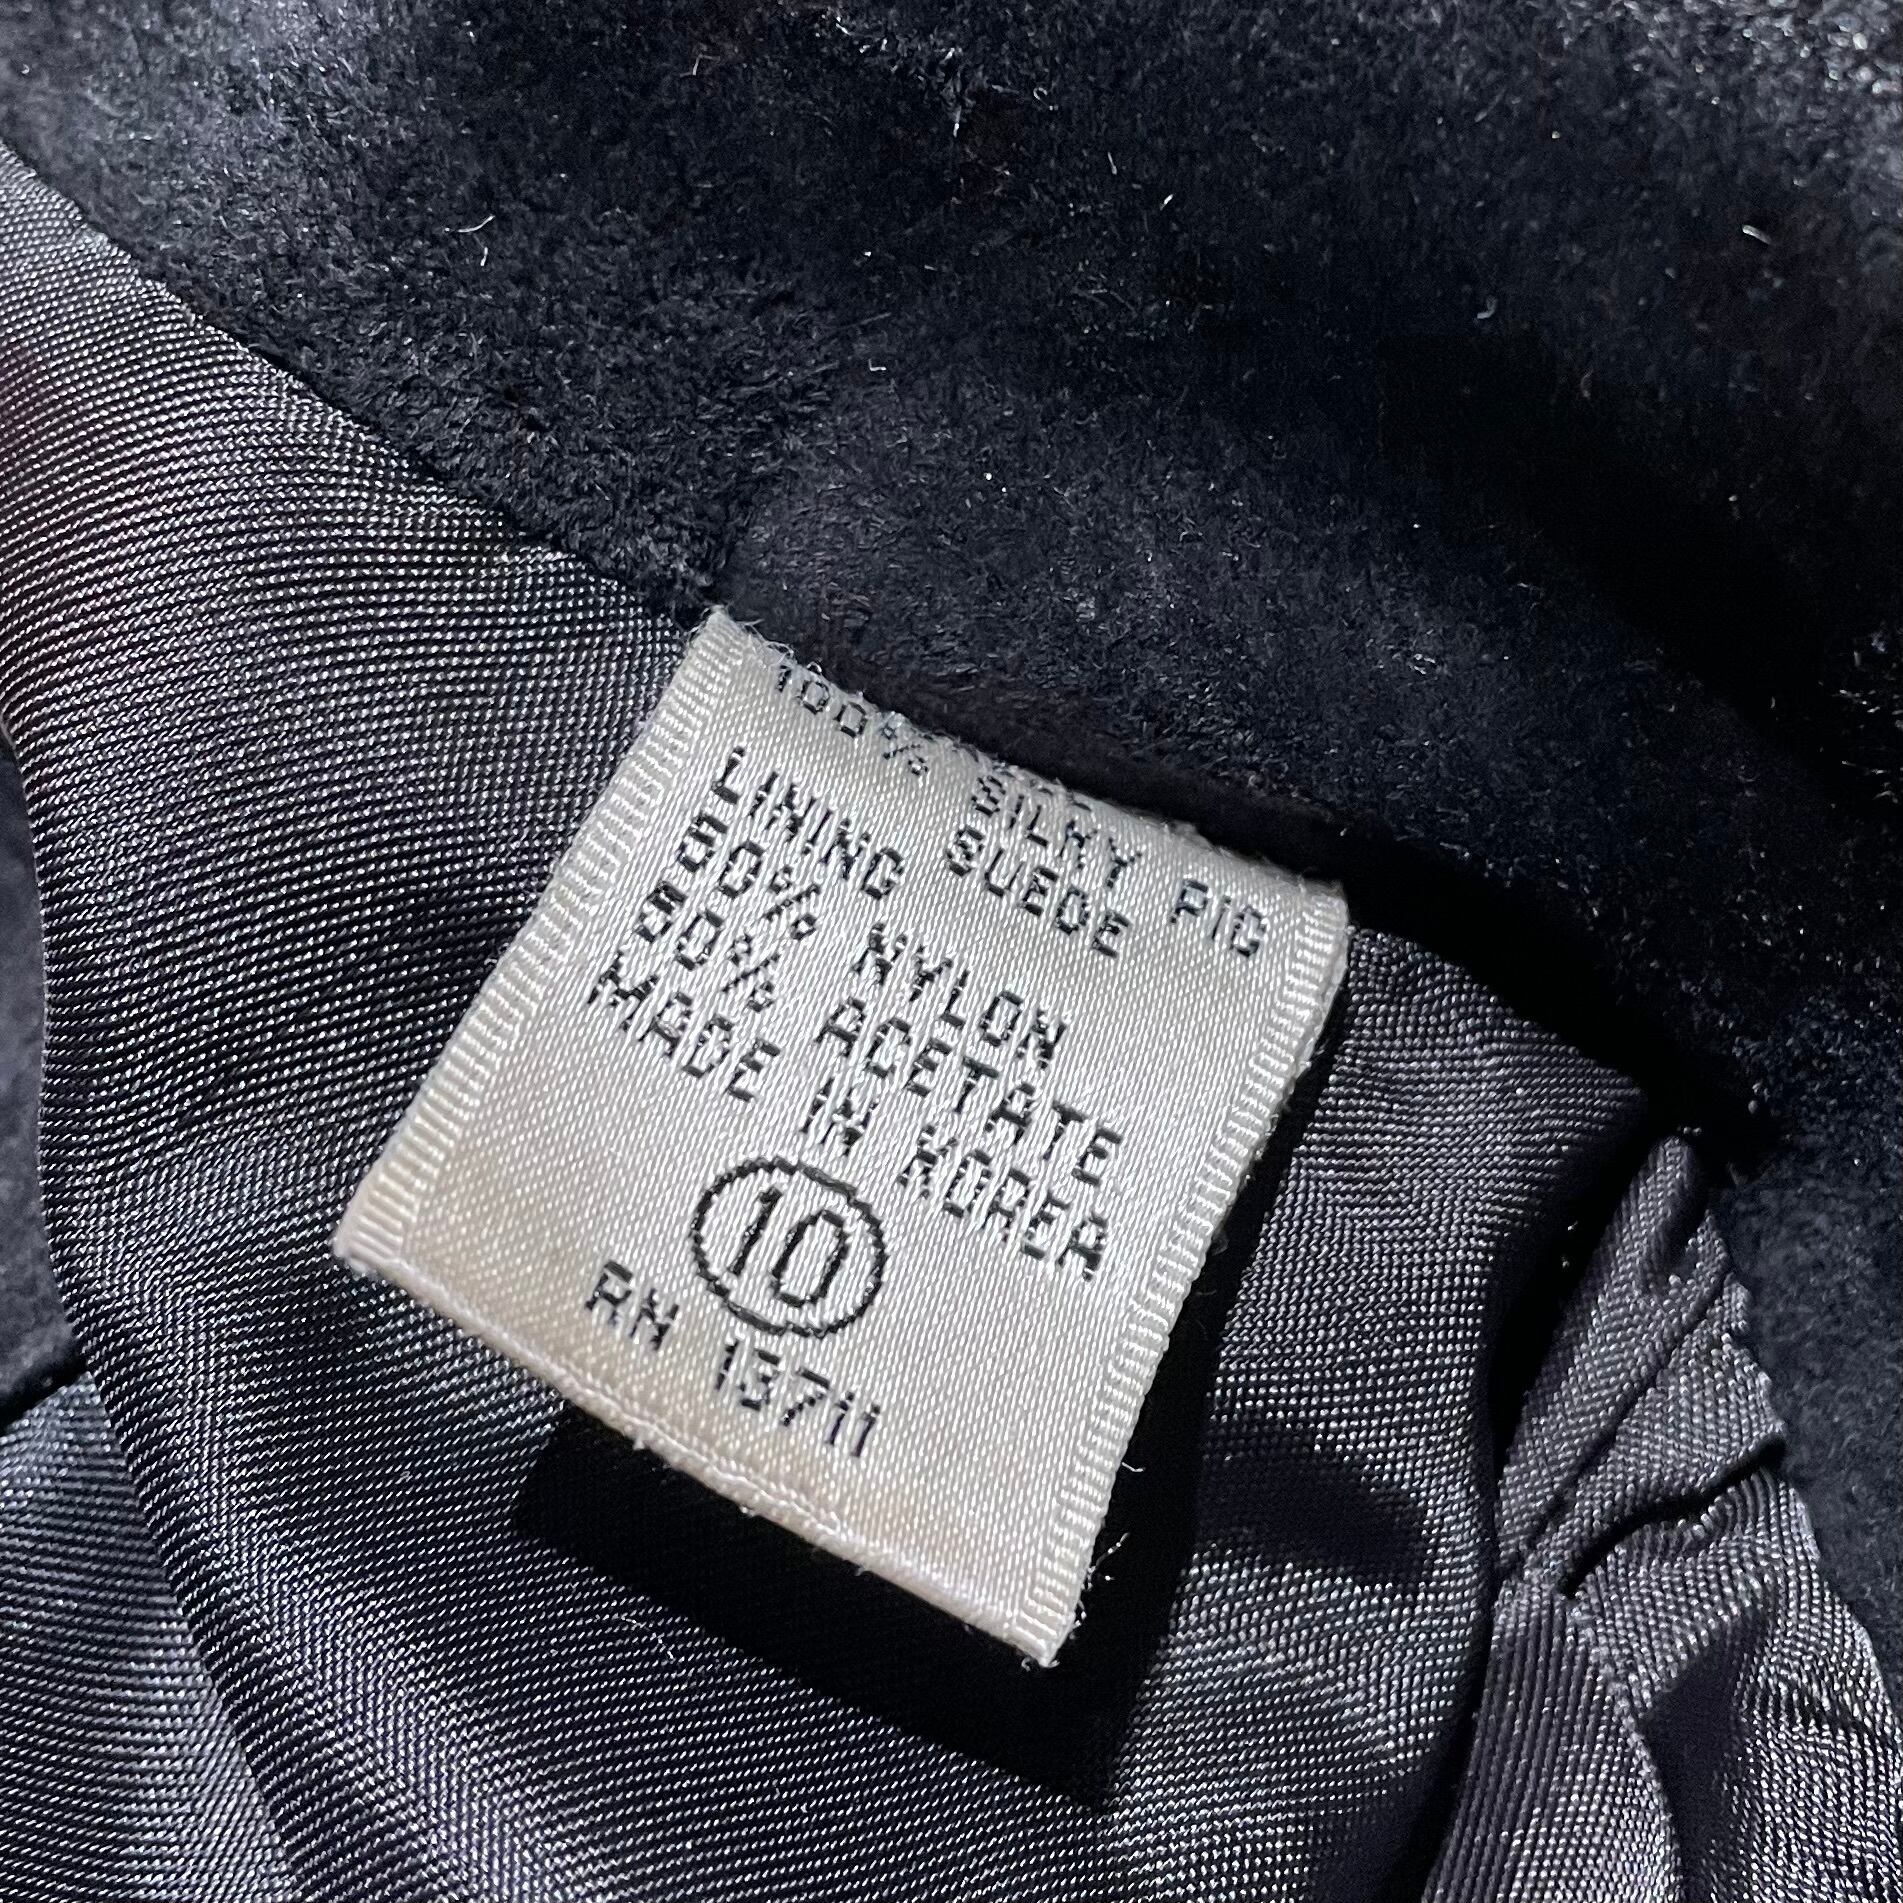 100% SILKY PIG
SUEDE
LINING
50% NYLON
50% ACETATE
MADE IN KOREA
10
RN 13711